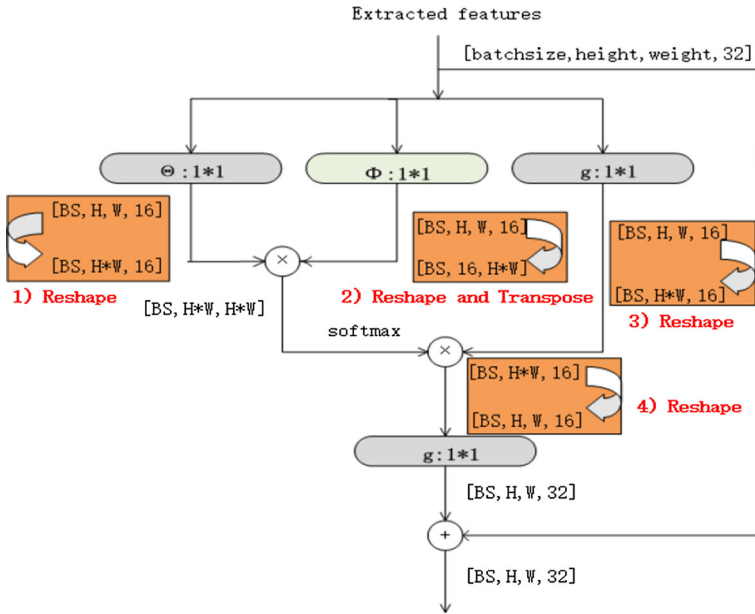 Extracted features
[batchsize, height, weight, 32]
Θ:1*1
Φ:1*1
g:1*1
[BS, H, W, 16]
[BS, H*W, 16]
1) Reshape
×
[BS, H, W, 16]
[BS, 16, H*W]
2) Reshape and Transpose
[BS, H, W, 16]
[BS, H*W, 16]
3) Reshape
[BS, H*W, H*W]
softmax
×
[BS, H*W, 16]
[BS, H, W, 16]
4) Reshape
g:1*1
[BS, H, W, 32]
+
[BS, H, W, 32]